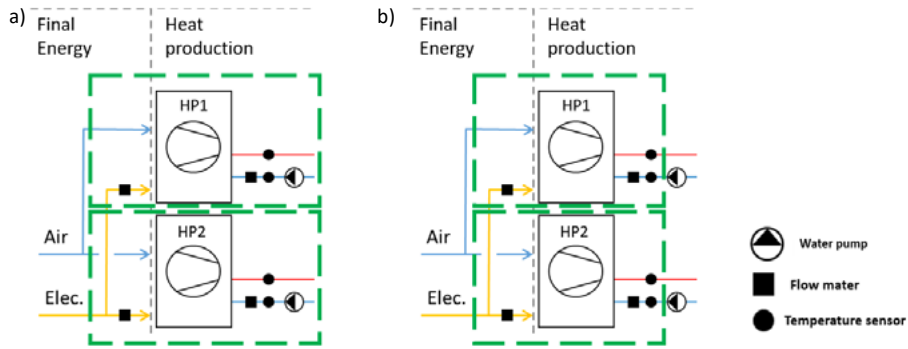 a)
Final
Energy
Heat
production
HP1
HP2
Air
Elec.
b)
Final
Energy
Heat
production
HP1
HP2
Air
Elec.
Water pump
Flow mater
Temperature sensor